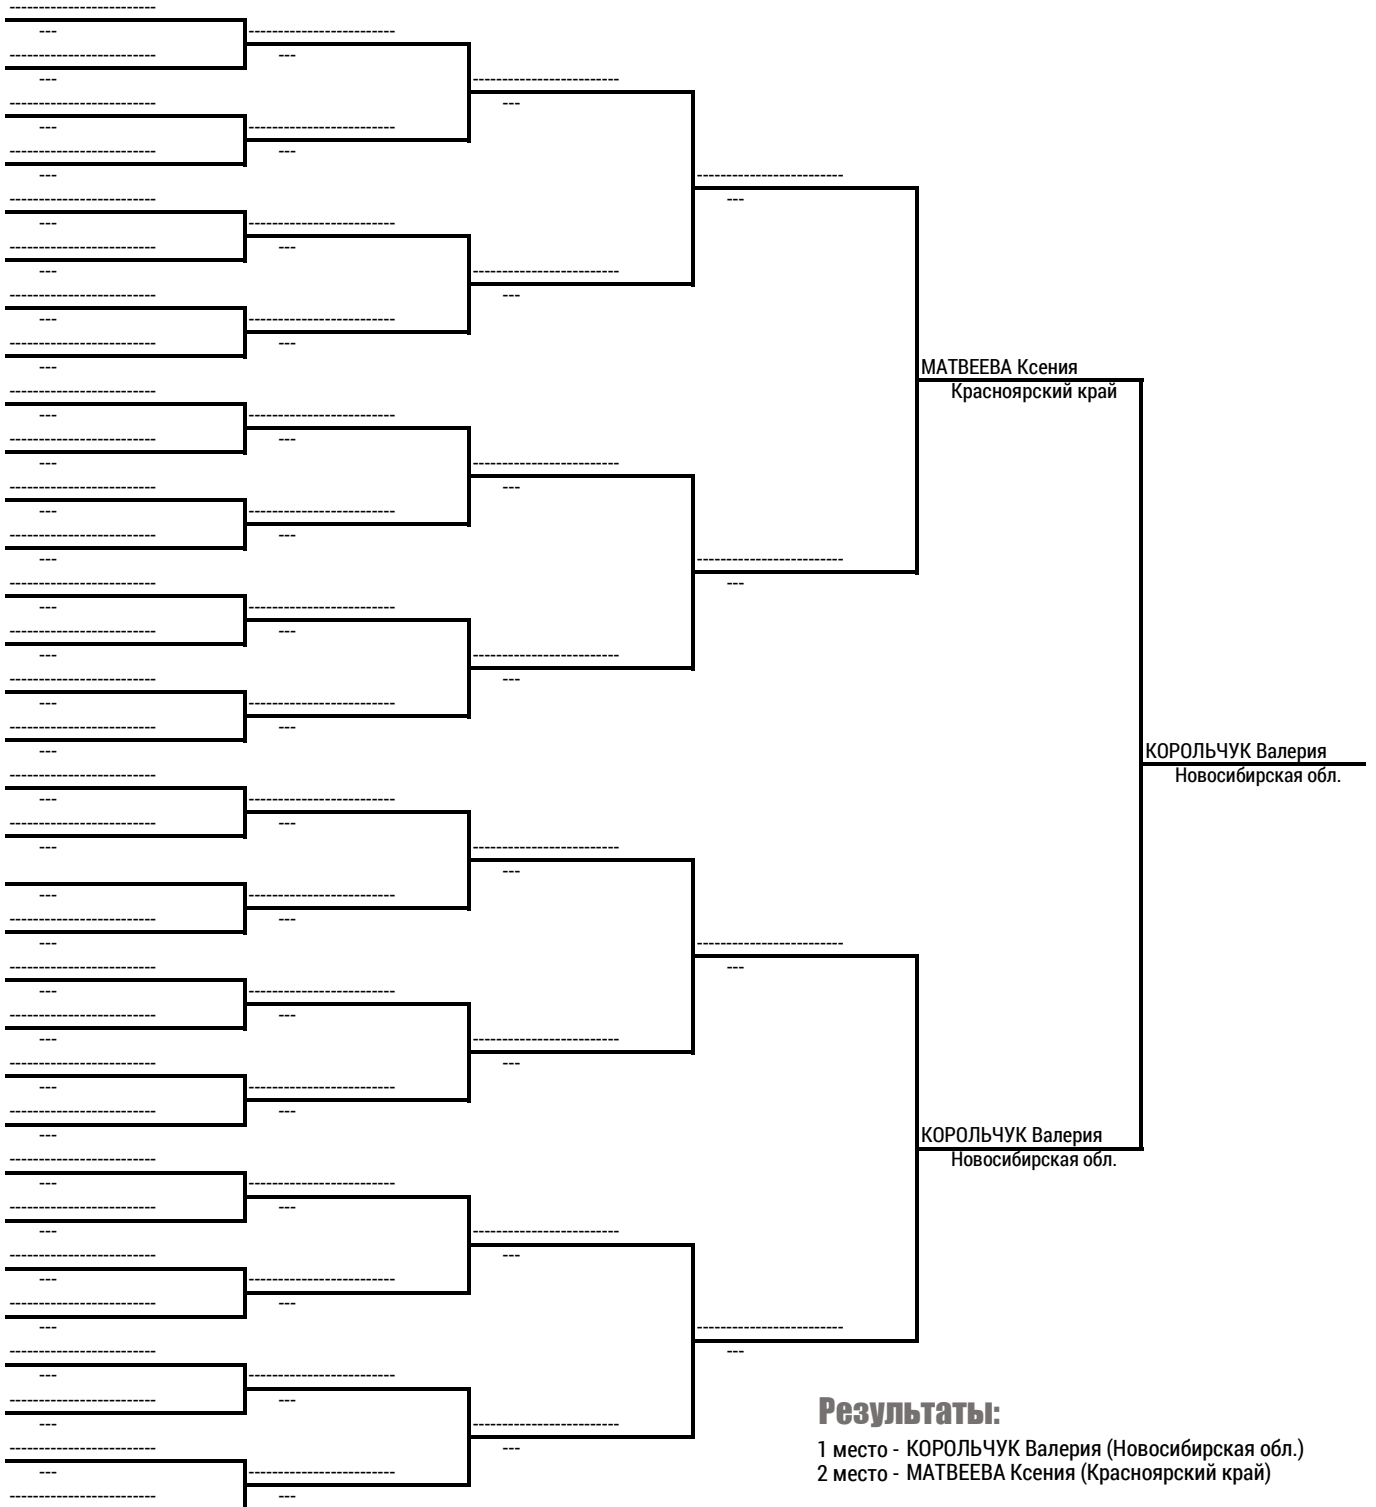 МАТВЕЕВА Ксения
Красноярский край
КОРОЛЬЧУК Валерия
Новосибирская обл.
КОРОЛЬЧУК Валерия
Новосибирская обл.
Результаты:
1 место - КОРОЛЬЧУК Валерия (Новосибирская обл.)
2 место - МАТВЕЕВА Ксения (Красноярский край)